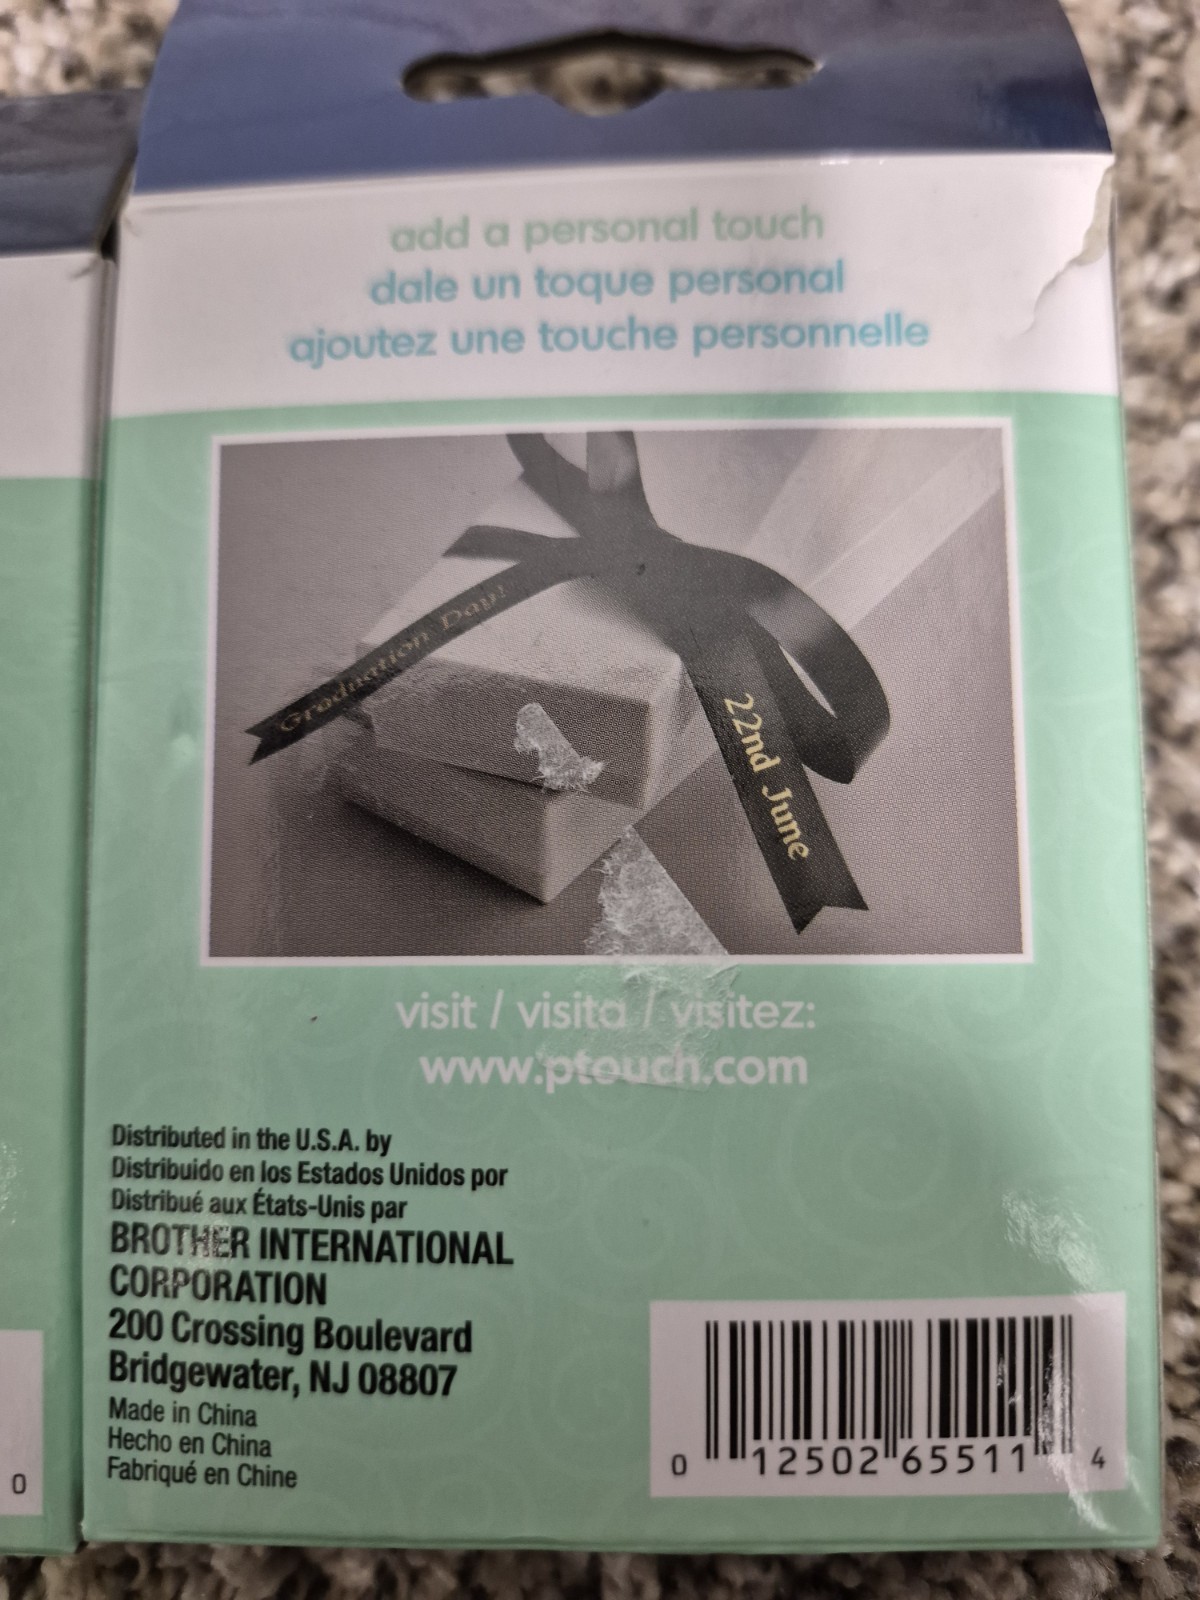 add a personal touch
dale un toque personal
ajoutez une touche personnelle
Graduation Day!
22nd June
visit / visita / visitez:
www.ptouch.com
Distributed in the U.S.A. by
Distribuido en los Estados Unidos por
Distribué aux États-Unis par
BROTHER INTERNATIONAL
CORPORATION
200 Crossing Boulevard
Bridgewater, NJ 08807
Made in China
Hecho en China
Fabriqué en Chine
0 12502 65511 4
0